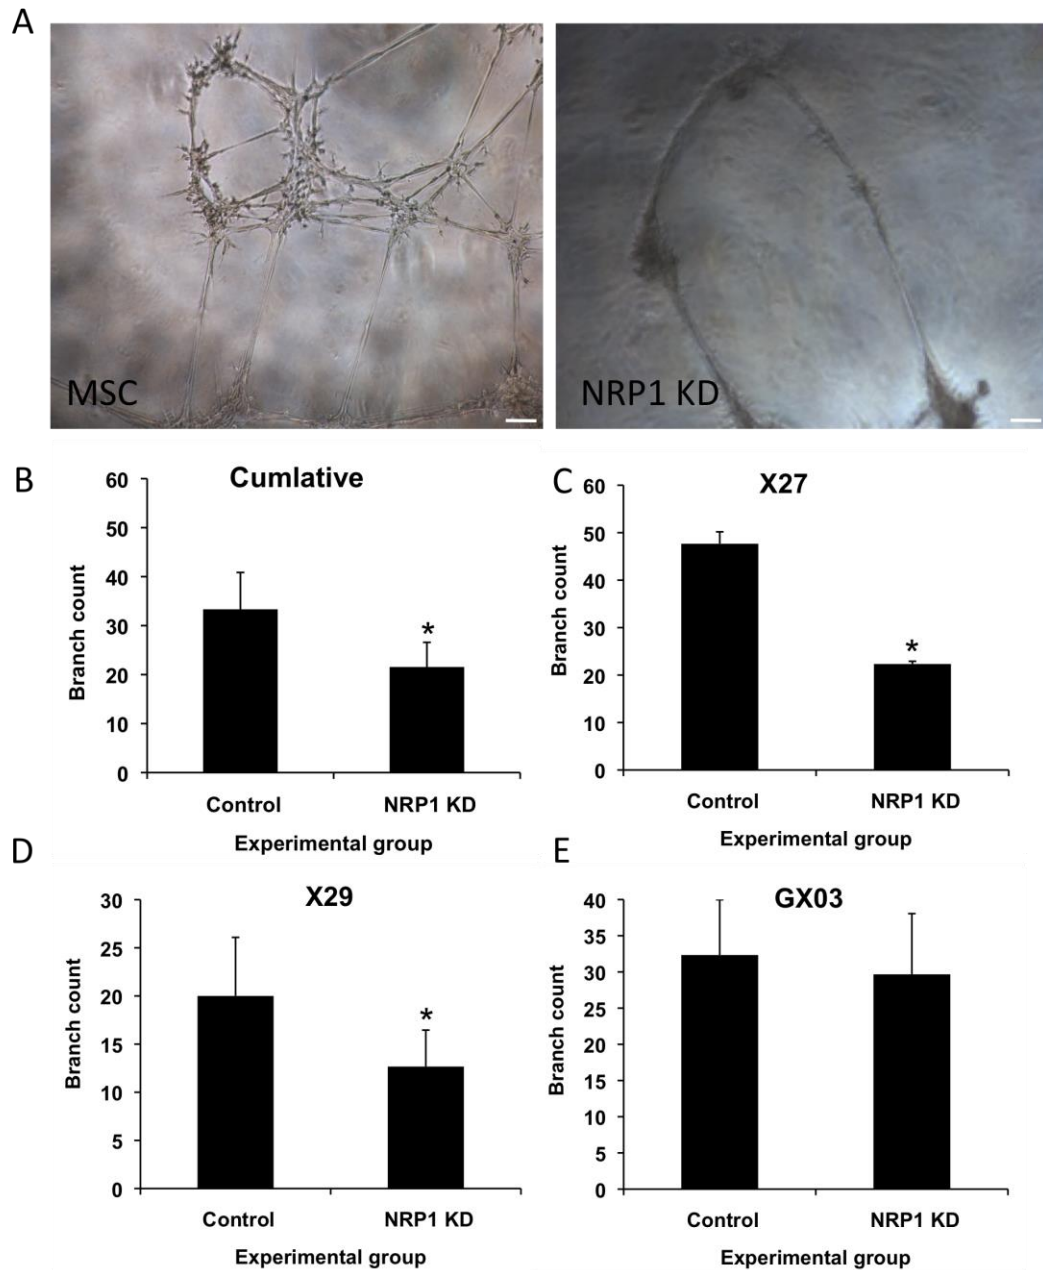 A
MSC
NRP1 KD
B
Cumlative
60
50
40
30
20
10
0
Branch count
Control
NRP1 KD
Experimental group
C
X27
60
50
40
30
20
10
0
Branch count
Control
NRP1 KD
Experimental group
*
*
D
X29
30
25
20
15
10
5
0
Branch count
*
Control
NRP1 KD
Experimental group
E
GX03
40
35
30
25
20
15
10
5
0
Branch count
Control
NRP1 KD
Experimental group